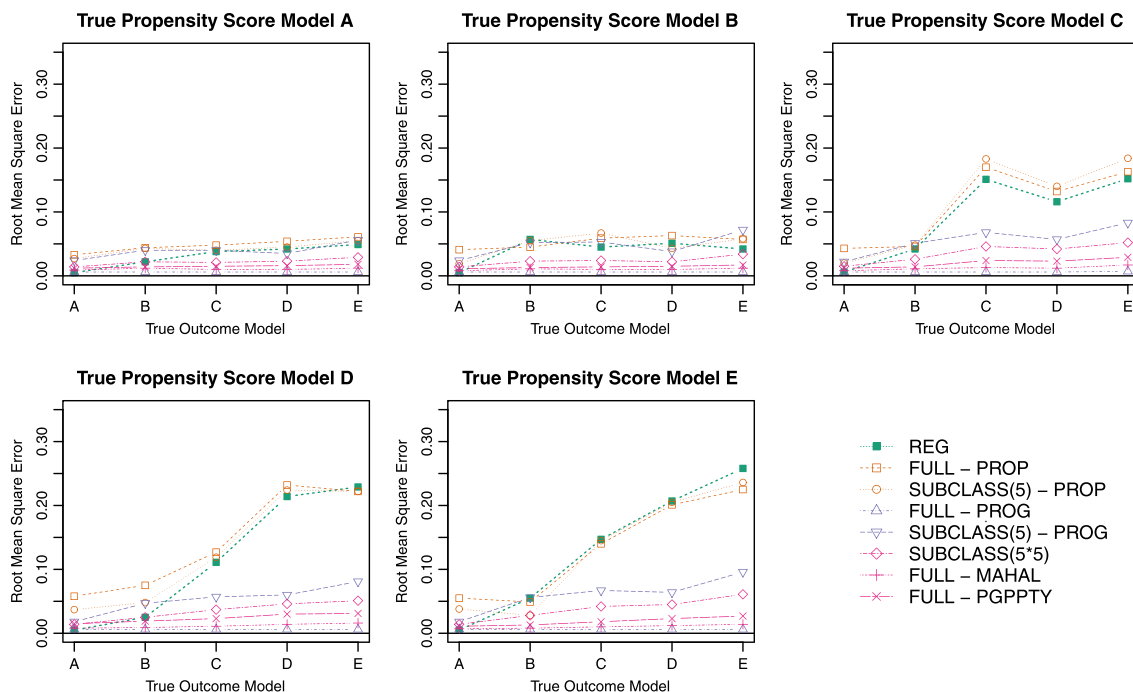 True Propensity Score Model A
Root Mean Square Error
0.30
0.20
0.10
0.00
A B C D E
True Outcome Model
True Propensity Score Model B
Root Mean Square Error
0.30
0.20
0.10
0.00
A B C D E
True Outcome Model
True Propensity Score Model C
Root Mean Square Error
0.30
0.20
0.10
0.00
A B C D E
True Outcome Model
True Propensity Score Model D
Root Mean Square Error
0.30
0.20
0.10
0.00
A B C D E
True Outcome Model
True Propensity Score Model E
Root Mean Square Error
0.30
0.20
0.10
0.00
A B C D E
True Outcome Model
REG
FULL − PROP
SUBCLASS(5) − PROP
FULL − PROG
SUBCLASS(5) − PROG
SUBCLASS(5*5)
FULL − MAHAL
FULL − PGPPTY